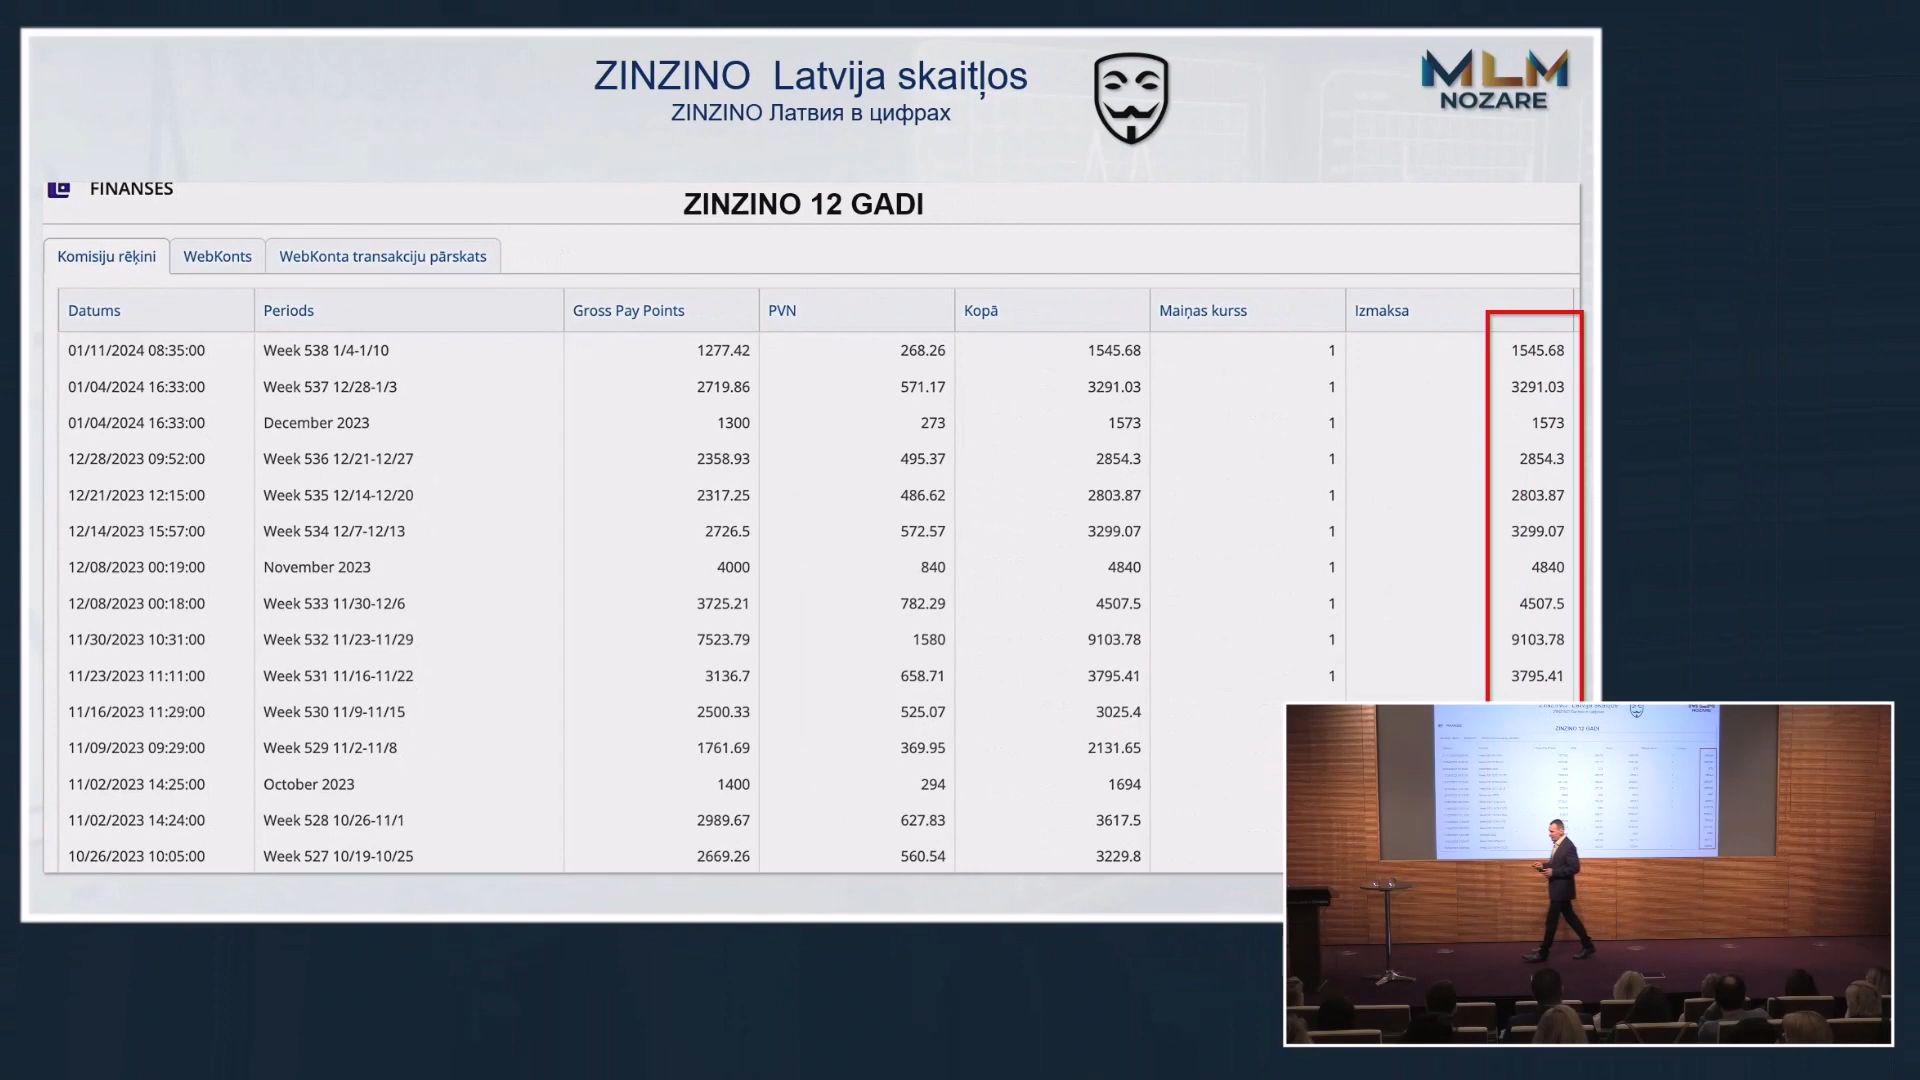 ZINZINO Latvija skaitļos
ZINZINO Латвия в цифрах
MLM
NOZARE
FINANSES
ZINZINO 12 GADI
Komisiju rēķini WebKonts WebKonta transakciju pārskats
Datums Periods Gross Pay Points PVN Kopā Maiņas kurss Izmaksa
01/11/2024 08:35:00 Week 538 1/4-1/10 1277.42 268.26 1545.68 1 1545.68
01/04/2024 16:33:00 Week 537 12/28-1/3 2719.86 571.17 3291.03 1 3291.03
01/04/2024 16:33:00 December 2023 1300 273 1573 1 1573
12/28/2023 09:52:00 Week 536 12/21-12/27 2358.93 495.37 2854.3 1 2854.3
12/21/2023 12:15:00 Week 535 12/14-12/20 2317.25 486.62 2803.87 1 2803.87
12/14/2023 15:57:00 Week 534 12/7-12/13 2726.5 572.57 3299.07 1 3299.07
12/08/2023 00:19:00 November 2023 4000 840 4840 1 4840
12/08/2023 00:18:00 Week 533 11/30-12/6 3725.21 782.29 4507.5 1 4507.5
11/30/2023 10:31:00 Week 532 11/23-11/29 7523.79 1580 9103.78 1 9103.78
11/23/2023 11:11:00 Week 531 11/16-11/22 3136.7 658.71 3795.41 1 3795.41
11/16/2023 11:29:00 Week 530 11/9-11/15 2500.33 525.07 3025.4
11/09/2023 09:29:00 Week 529 11/2-11/8 1761.69 369.95 2131.65
11/02/2023 14:25:00 October 2023 1400 294 1694
11/02/2023 14:24:00 Week 528 10/26-11/1 2989.67 627.83 3617.5
10/26/2023 10:05:00 Week 527 10/19-10/25 2669.26 560.54 3229.8
ZINZINO 12 GADI